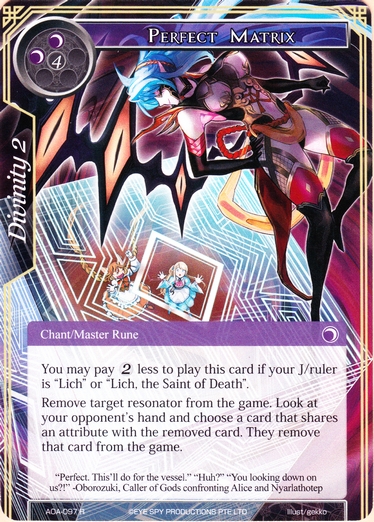 PERFECT MATRIX
4
Divinity 2
Chant/Master Rune
You may pay 2 less to play this card if your J/ruler
is “Lich” or “Lich, the Saint of Death”.
Remove target resonator from the game. Look at
your opponent's hand and choose a card that shares
an attribute with the removed card. They remove
that card from the game.
“Perfect. This'll do for the vessel.” “Huh?” “You looking down on
us?!” -Oborozuki, Caller of Gods confronting Alice and Nyarlathotep
AOA-097 R
©EYE SPY PRODUCTIONS PTE LTD
Illust/gekko